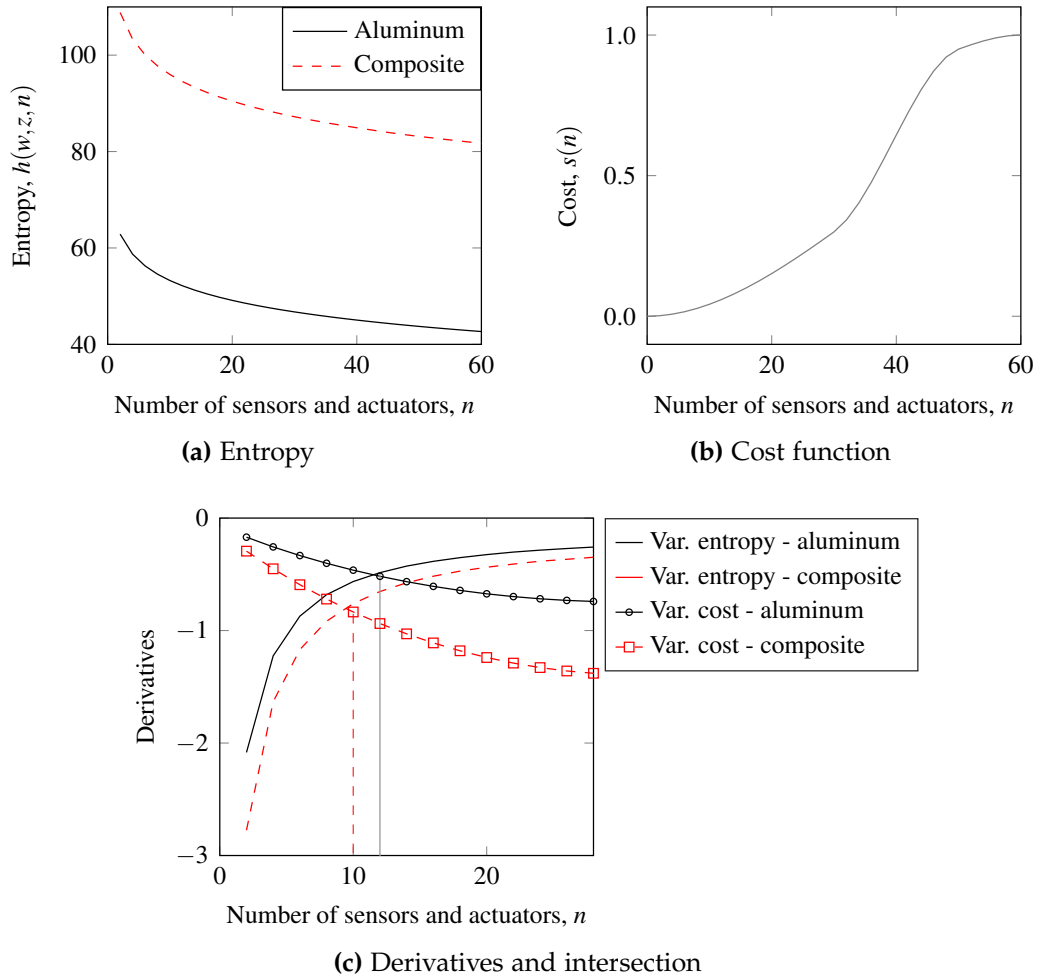 Aluminum
Composite
100
80
60
40
0
20
40
60
Entropy, h(w,z,n)
Number of sensors and actuators, n
(a) Entropy
1.0
0.5
0.0
0
20
40
60
Cost, s(n)
Number of sensors and actuators, n
(b) Cost function
0
−1
−2
−3
0
10
20
Derivatives
Number of sensors and actuators, n
Var. entropy - aluminum
Var. entropy - composite
Var. cost - aluminum
Var. cost - composite
(c) Derivatives and intersection